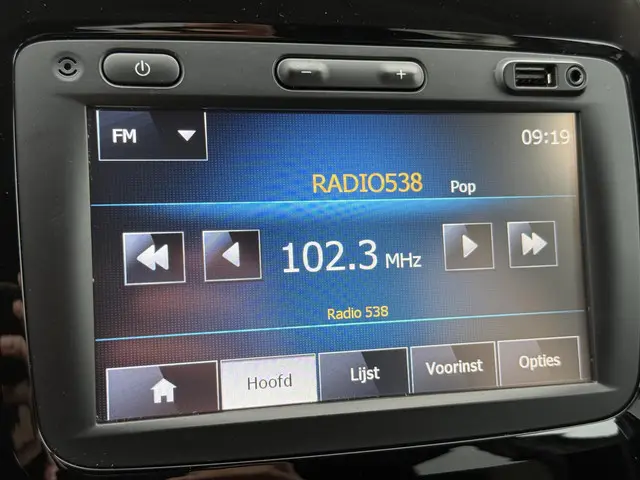 FM
09:19
RADIO538 Pop
102.3 MHz
Radio 538
Hoofd Lijst Voorinst Opties